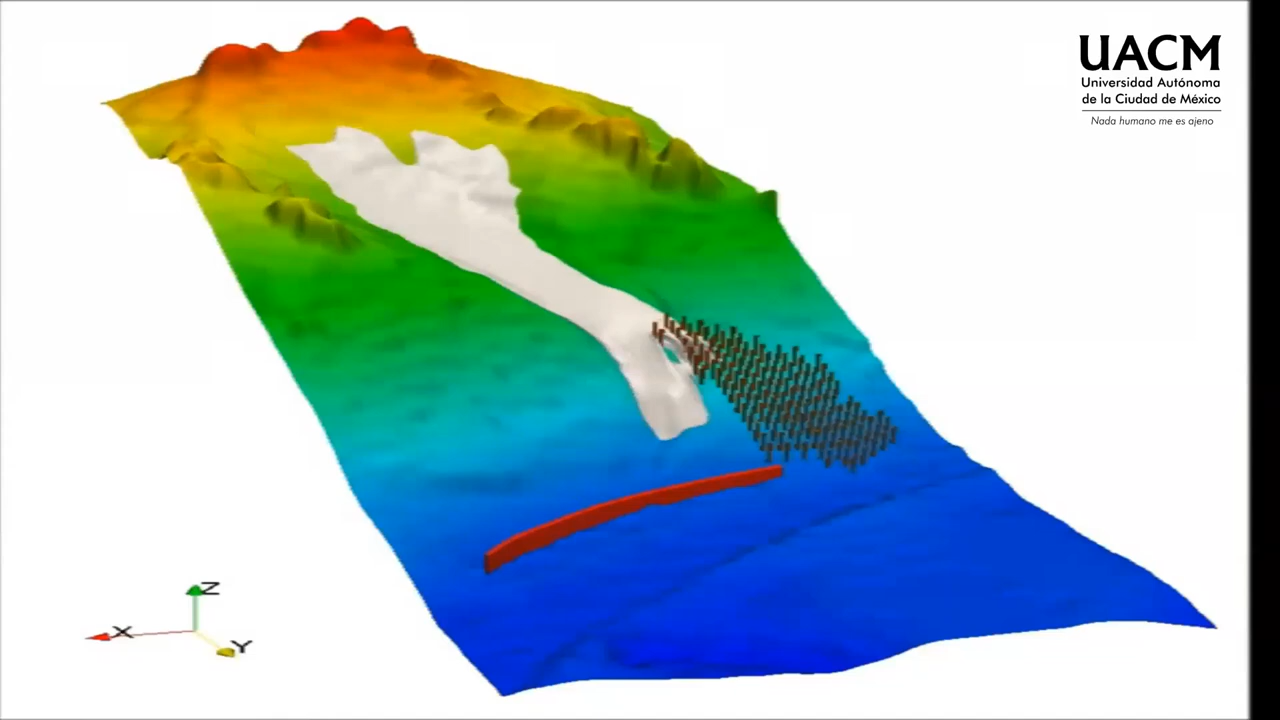 UACM
Universidad Autónoma
de la Ciudad de México
Nada humano me es ajeno
Z
X
Y